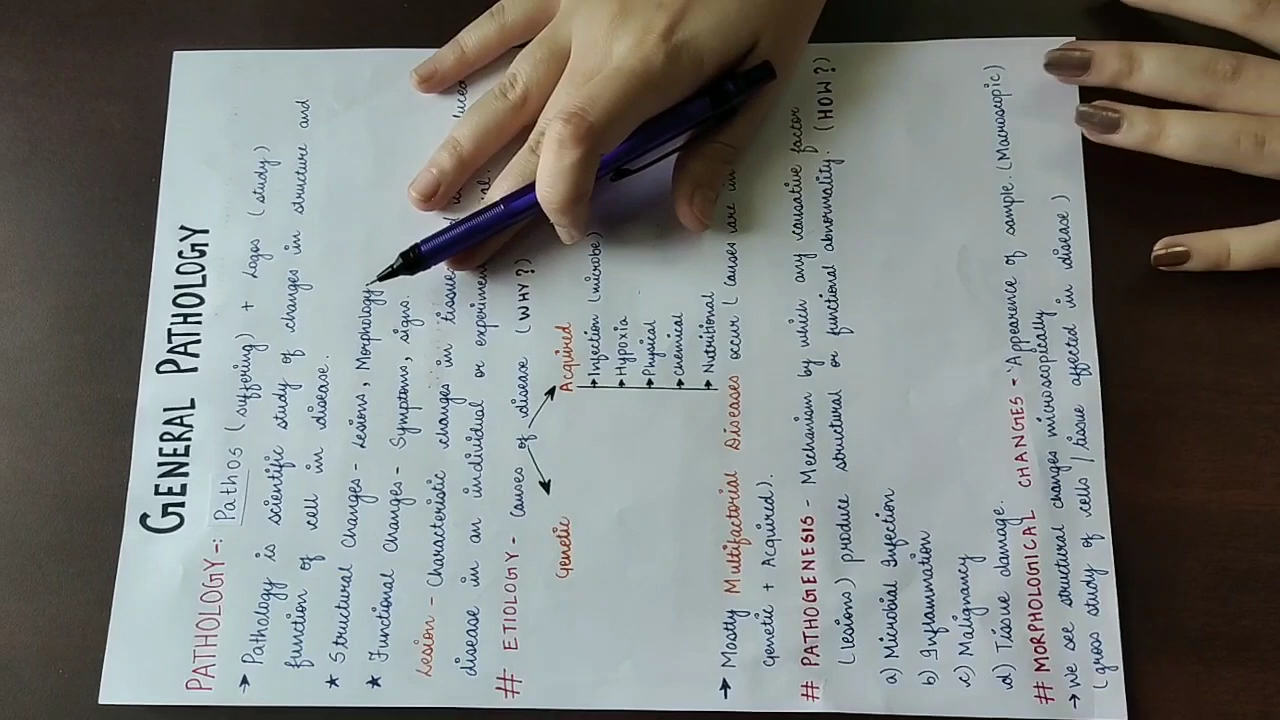 GENERAL PATHOLOGY
PATHOLOGY-: Pathos (suffering) + Logos (study)
→ Pathology is scientific study of changes in structure and
function of cell in disease.
★ Structural changes - Lesions, Morphology
★ Functional Changes - Symptoms, signs.
Lesion - Characteristic changes in tissue
disease in an individual or experiment
# ETIOLOGY - Causes of disease (WHY?)
Genetic Acquired
→ Infection (microbe)
→ Hypoxia
→ Physical
→ chemical
→ Nutritional
→ Mostly Multifactorial Diseases occur (causes are
Genetic + Acquired).
# PATHOGENESIS - Mechanism by which any causative factor
(lesions) produce structural or functional abnormality. (HOW?)
a) Microbial Infection
b) Inflammation
c) Malignancy
d) Tissue damage.
# MORPHOLOGICAL CHANGES - "Appearence of sample. (Macroscopic)
→ We see structural changes microscopically
(gross study of cells / tissue affected in disease)